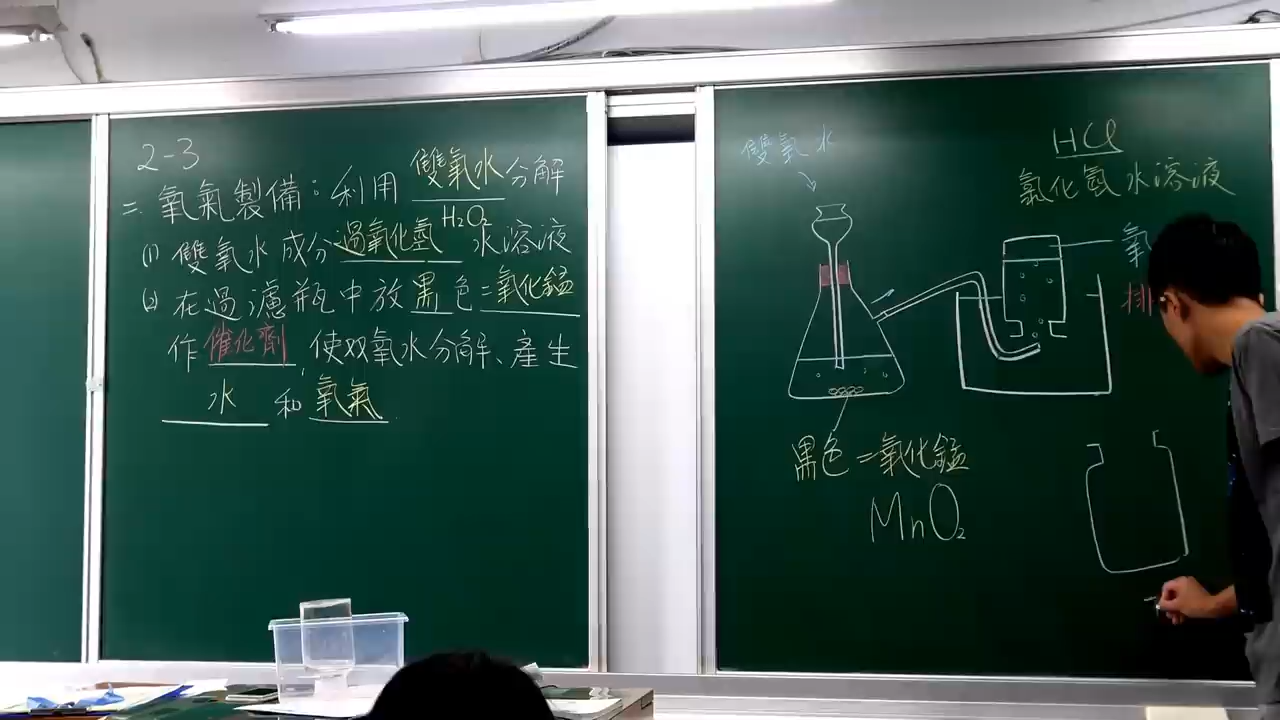 2-3
二、氧氣製備：利用雙氧水分解
H₂O₂
(1) 雙氧水成分過氧化氫水溶液
(2) 在過濾瓶中放黑色二氧化錳
作催化劑，使双氧水分解、產生
水和氧氣.
雙氧水
HCl
氯化氫水溶液
氧
排
黑色二氧化錳
MnO₂